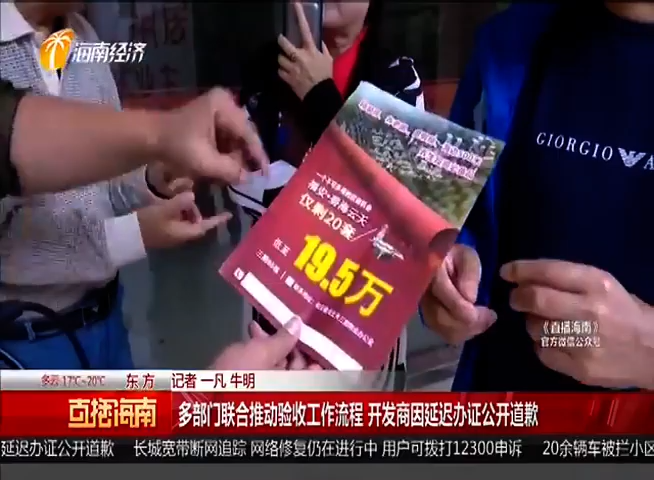 海南经济
仅剩20套
低至
19.5万
GIORGIO A
《直播海南》
官方微信公众号
多云 17℃~20℃ 东方 记者 一凡 牛明
直播海南
多部门联合推动验收工作流程 开发商因延迟办证公开道歉
延迟办证公开道歉 长城宽带断网追踪 网络修复仍在进行中 用户可拨打12300申诉 20余辆车被拦小区